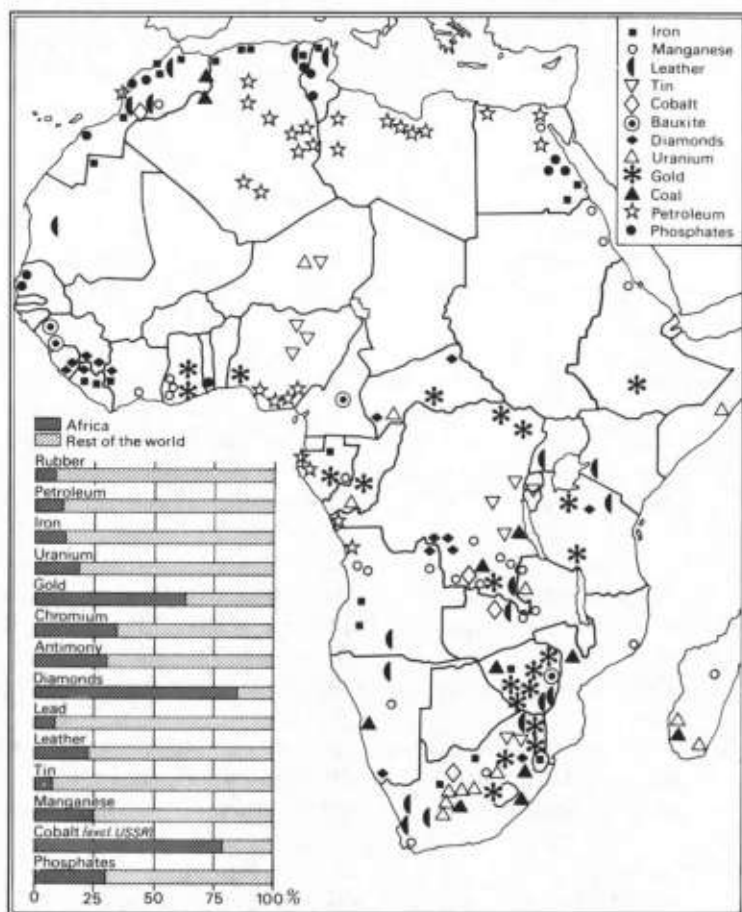 Iron
Manganese
Leather
Tin
Cobalt
Bauxite
Diamonds
Uranium
Gold
Coal
Petroleum
Phosphates
Africa
Rest of the world
Rubber
Petroleum
Iron
Uranium
Gold
Chromium
Antimony
Diamonds
Lead
Leather
Tin
Manganese
Cobalt (excl. USSR)
Phosphates
0 25 50 75 100 %